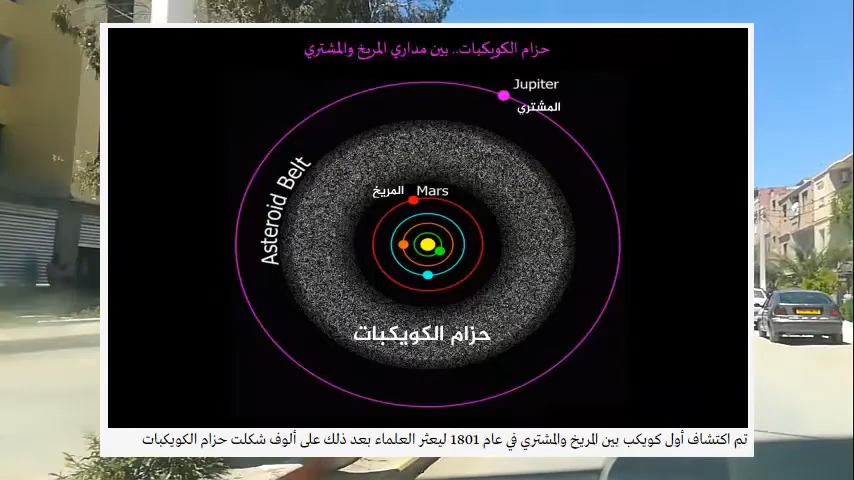 حزام الكويكبات.. بين مداري المريخ والمشتري
Jupiter
المشتري
Asteroid Belt
المريخ Mars
حزام الكويكبات
تم اكتشاف أول كويكب بين المريخ والمشتري في عام 1801 ليعثر العلماء بعد ذلك على ألوف شكلت حزام الكويكبات